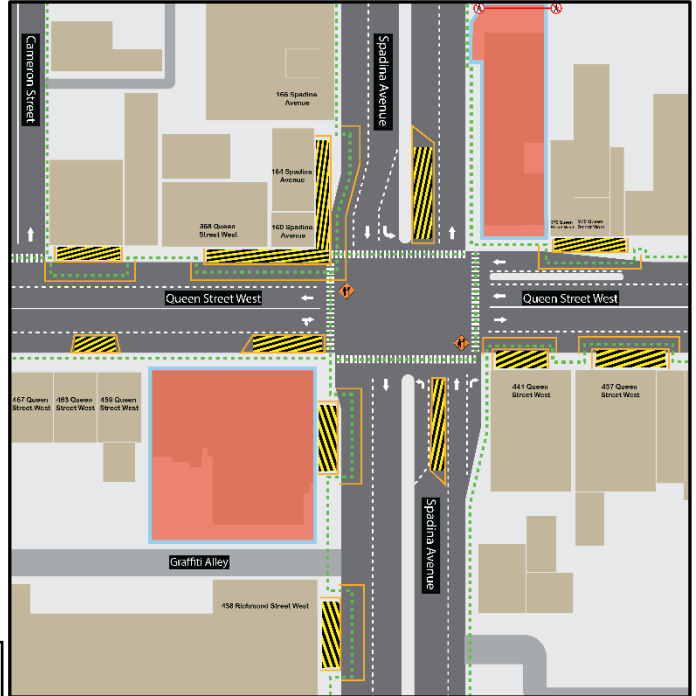 Cameron Street
Spadina Avenue
166 Spadina
Avenue
164 Spadina
Avenue
160 Spadina
Avenue
368 Queen
Street West
Queen Street West
Queen Street West
467 Queen
Street West
463 Queen
Street West
459 Queen
Street West
441 Queen
Street West
437 Queen
Street West
Spadina Avenue
Graffiti Alley
438 Richmond Street West